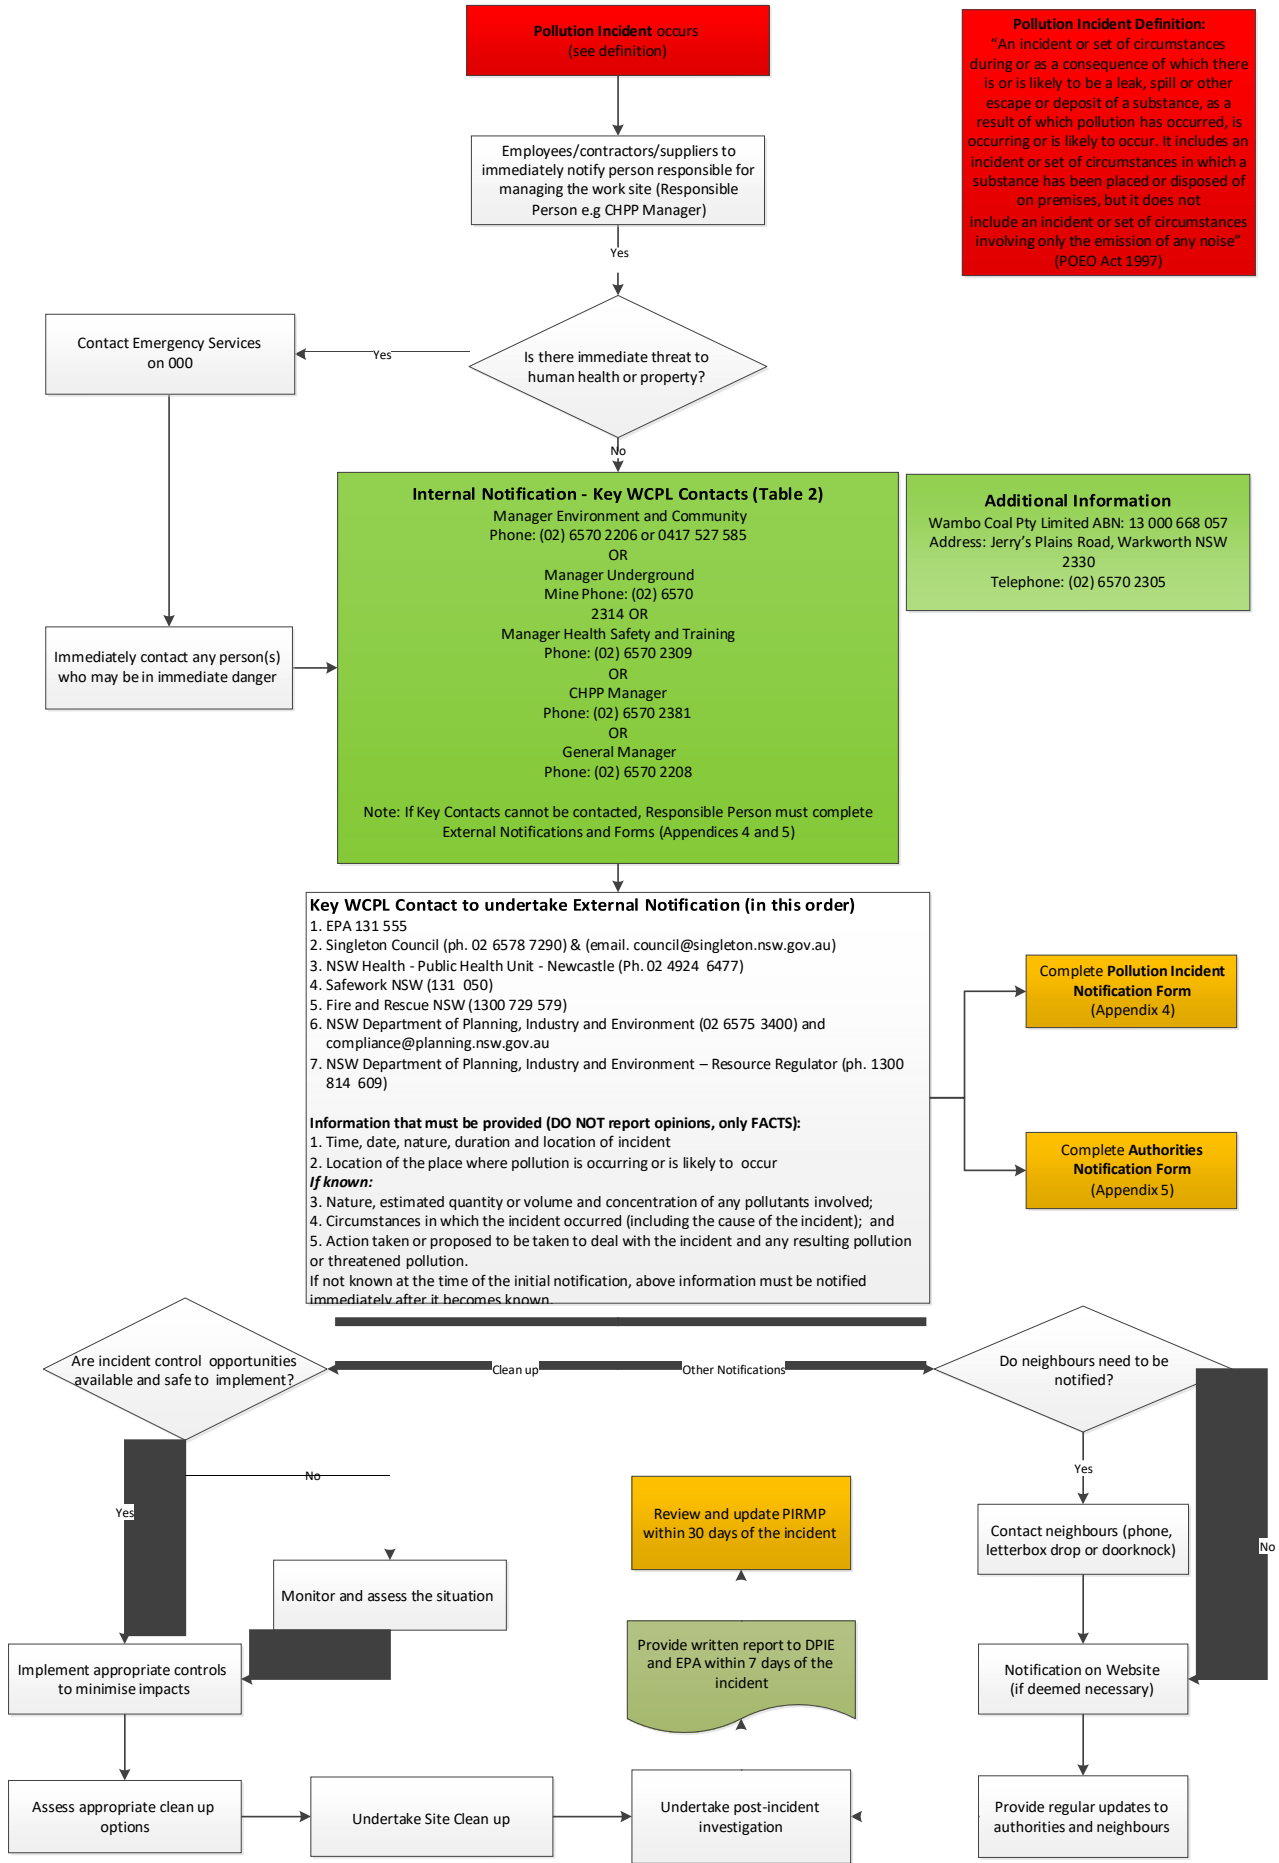 Pollution Incident occurs
(see definition)
Pollution Incident Definition:
“An incident or set of circumstances
during or as a consequence of which there
is or is likely to be a leak, spill or other
escape or deposit of a substance, as a
result of which pollution has occurred, is
occurring or is likely to occur. It includes an
incident or set of circumstances in which a
substance has been placed or disposed of
on premises, but it does not
include an incident or set of circumstances
involving only the emission of any noise”
(POEO Act 1997)
Employees/contractors/suppliers to
immediately notify person responsible for
managing the work site (Responsible
Person e.g CHPP Manager)
Yes
Is there immediate threat to
human health or property?
Yes
Contact Emergency Services
on 000
No
Immediately contact any person(s)
who may be in immediate danger
Internal Notification - Key WCPL Contacts (Table 2)
Manager Environment and Community
Phone: (02) 6570 2206 or 0417 527 585
OR
Manager Underground
Mine Phone: (02) 6570
2314 OR
Manager Health Safety and Training
Phone: (02) 6570 2309
OR
CHPP Manager
Phone: (02) 6570 2381
OR
General Manager
Phone: (02) 6570 2208
Note: If Key Contacts cannot be contacted, Responsible Person must complete
External Notifications and Forms (Appendices 4 and 5)
Additional Information
Wambo Coal Pty Limited ABN: 13 000 668 057
Address: Jerry’s Plains Road, Warkworth NSW
2330
Telephone: (02) 6570 2305
Key WCPL Contact to undertake External Notification (in this order)
1. EPA 131 555
2. Singleton Council (ph. 02 6578 7290) & (email. council@singleton.nsw.gov.au)
3. NSW Health - Public Health Unit - Newcastle (Ph. 02 4924 6477)
4. Safework NSW (131 050)
5. Fire and Rescue NSW (1300 729 579)
6. NSW Department of Planning, Industry and Environment (02 6575 3400) and
compliance@planning.nsw.gov.au
7. NSW Department of Planning, Industry and Environment – Resource Regulator (ph. 1300
814 609)
Information that must be provided (DO NOT report opinions, only FACTS):
1. Time, date, nature, duration and location of incident
2. Location of the place where pollution is occurring or is likely to occur
If known:
3. Nature, estimated quantity or volume and concentration of any pollutants involved;
4. Circumstances in which the incident occurred (including the cause of the incident); and
5. Action taken or proposed to be taken to deal with the incident and any resulting pollution
or threatened pollution.
If not known at the time of the initial notification, above information must be notified
immediately after it becomes known.
Complete Pollution Incident
Notification Form
(Appendix 4)
Complete Authorities
Notification Form
(Appendix 5)
Are incident control opportunities
available and safe to implement?
Clean up
Other Notifications
Do neighbours need to be
notified?
No
Yes
Yes
No
Review and update PIRMP
within 30 days of the incident
Contact neighbours (phone,
letterbox drop or doorknock)
Monitor and assess the situation
Provide written report to DPIE
and EPA within 7 days of the
incident
Implement appropriate controls
to minimise impacts
Notification on Website
(if deemed necessary)
Assess appropriate clean up
options
Undertake Site Clean up
Undertake post-incident
investigation
Provide regular updates to
authorities and neighbours